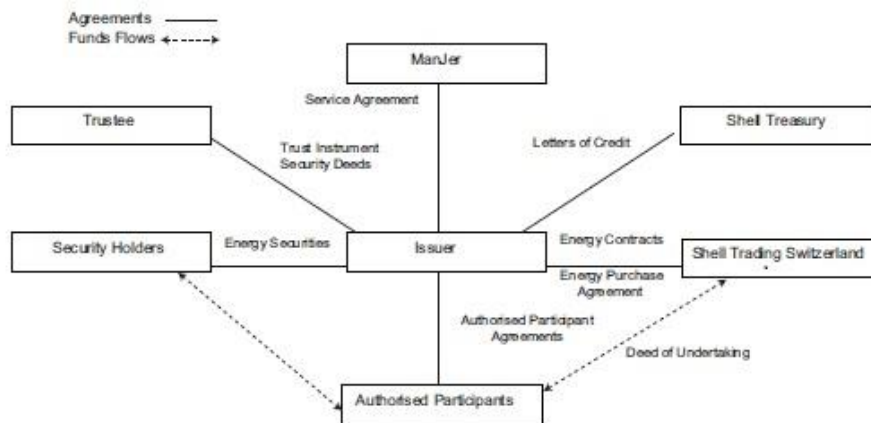 Agreements
Funds Flows
ManJer
Service Agreement
Trustee
Shell Treasury
Trust Instrument
Security Deeds
Letters of Credit
Security Holders
Energy Securities
Issuer
Energy Contracts
Shell Trading Switzerland
Energy Purchase
Agreement
Authorised Participant
Agreements
Deed of Undertaking
Authorised Participants